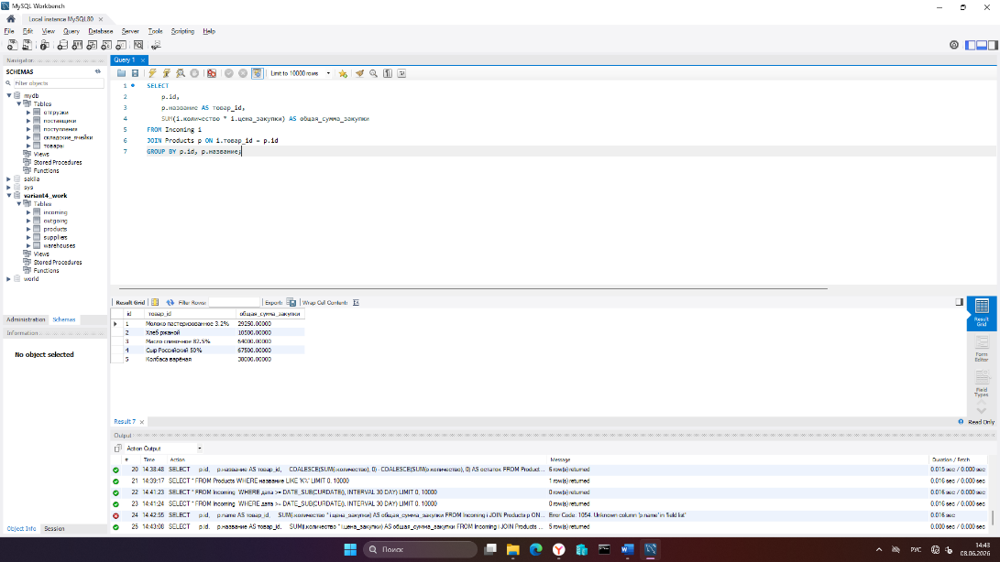 MySQL Workbench
Local instance MySQL80
File Edit View Query Database Server Tools Scripting Help
Navigator
Query 1
SCHEMAS
Filter objects
Limit to 10000 rows
mydb
Tables
отгрузки
поставщики
поступления
складские_ячейки
товары
Views
Stored Procedures
Functions
sakila
sys
variant4_work
Tables
incoming
outgoing
products
suppliers
warehouses
Views
Stored Procedures
Functions
world
1 SELECT
2 p.id,
3 p.название AS товар_id,
4 SUM(i.количество * i.цена_закупки) AS общая_сумма_закупки
5 FROM Incoming i
6 JOIN Products p ON i.товар_id = p.id
7 GROUP BY p.id, p.название;
Administration Schemas
Information
No object selected
Result Grid Filter Rows: Export: Wrap Cell Content:
id товар_id общая_сумма_закупки
1 Молоко пастеризованное 3.2% 29250.00000
2 Хлеб ржаной 10500.00000
3 Масло сливочное 82.5% 64000.00000
4 Сыр Российский 50% 67500.00000
5 Колбаса варёная 38000.00000
Result Grid
Form Editor
Field Types
Result 7
Read Only
Output
Action Output
# Time Action Message Duration / Fetch
20 14:38:48 SELECT p.id, p.название AS товар_id, COALESCE(SUM(i.количество), 0) - COALESCE(SUM(o.количество), 0) AS остаток FROM Product... 6 row(s) returned 0.015 sec / 0.000 sec
21 14:39:17 SELECT * FROM Products WHERE название LIKE '%' LIMIT 0, 10000 1 row(s) returned 0.000 sec / 0.000 sec
22 14:41:23 SELECT * FROM Incoming WHERE дата >= DATE_SUB(CURDATE(), INTERVAL 30 DAY) LIMIT 0, 10000 0 row(s) returned 0.000 sec / 0.000 sec
23 14:41:24 SELECT * FROM Incoming WHERE дата >= DATE_SUB(CURDATE(), INTERVAL 30 DAY) LIMIT 0, 10000 0 row(s) returned 0.000 sec / 0.000 sec
24 14:42:55 SELECT p.id, p.name AS товар_id, SUM(i.количество * i.цена_закупки) AS общая_сумма_закупки FROM Incoming i JOIN Products p ON... Error Code: 1054. Unknown column 'p.name' in 'field list' 0.016 sec
25 14:43:08 SELECT p.id, p.название AS товар_id, SUM(i.количество * i.цена_закупки) AS общая_сумма_закупки FROM Incoming i JOIN Products ... 5 row(s) returned 0.016 sec / 0.000 sec
Object Info Session
Поиск
РУС
14:43
08.06.2026